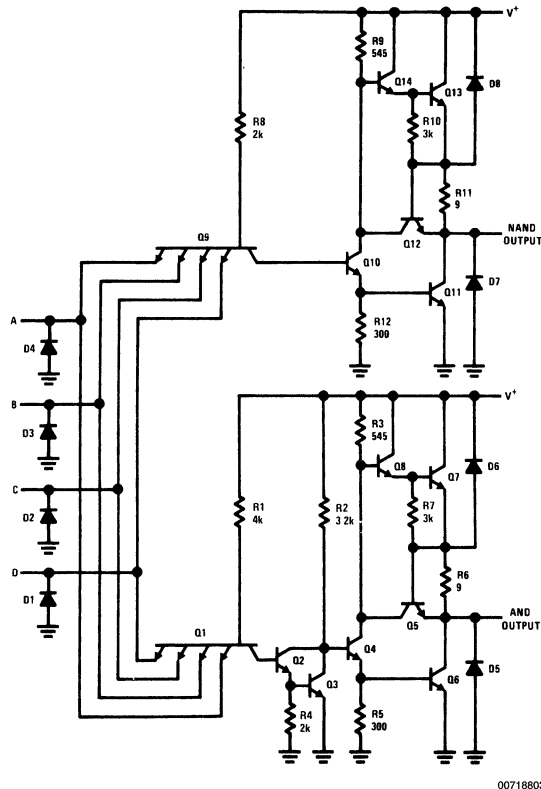 V+
R9
545
Q14
Q13
D8
R10
3k
R8
2k
R11
9
Q9
Q12
NAND
OUTPUT
Q10
Q11
D7
R12
300
A
D4
B
D3
C
D2
D
D1
V+
R3
545
Q8
Q7
D6
R7
3k
R1
4k
R2
3 2k
R6
9
Q1
Q5
AND
OUTPUT
Q2
Q4
Q3
Q6
D5
R4
2k
R5
300
0071880